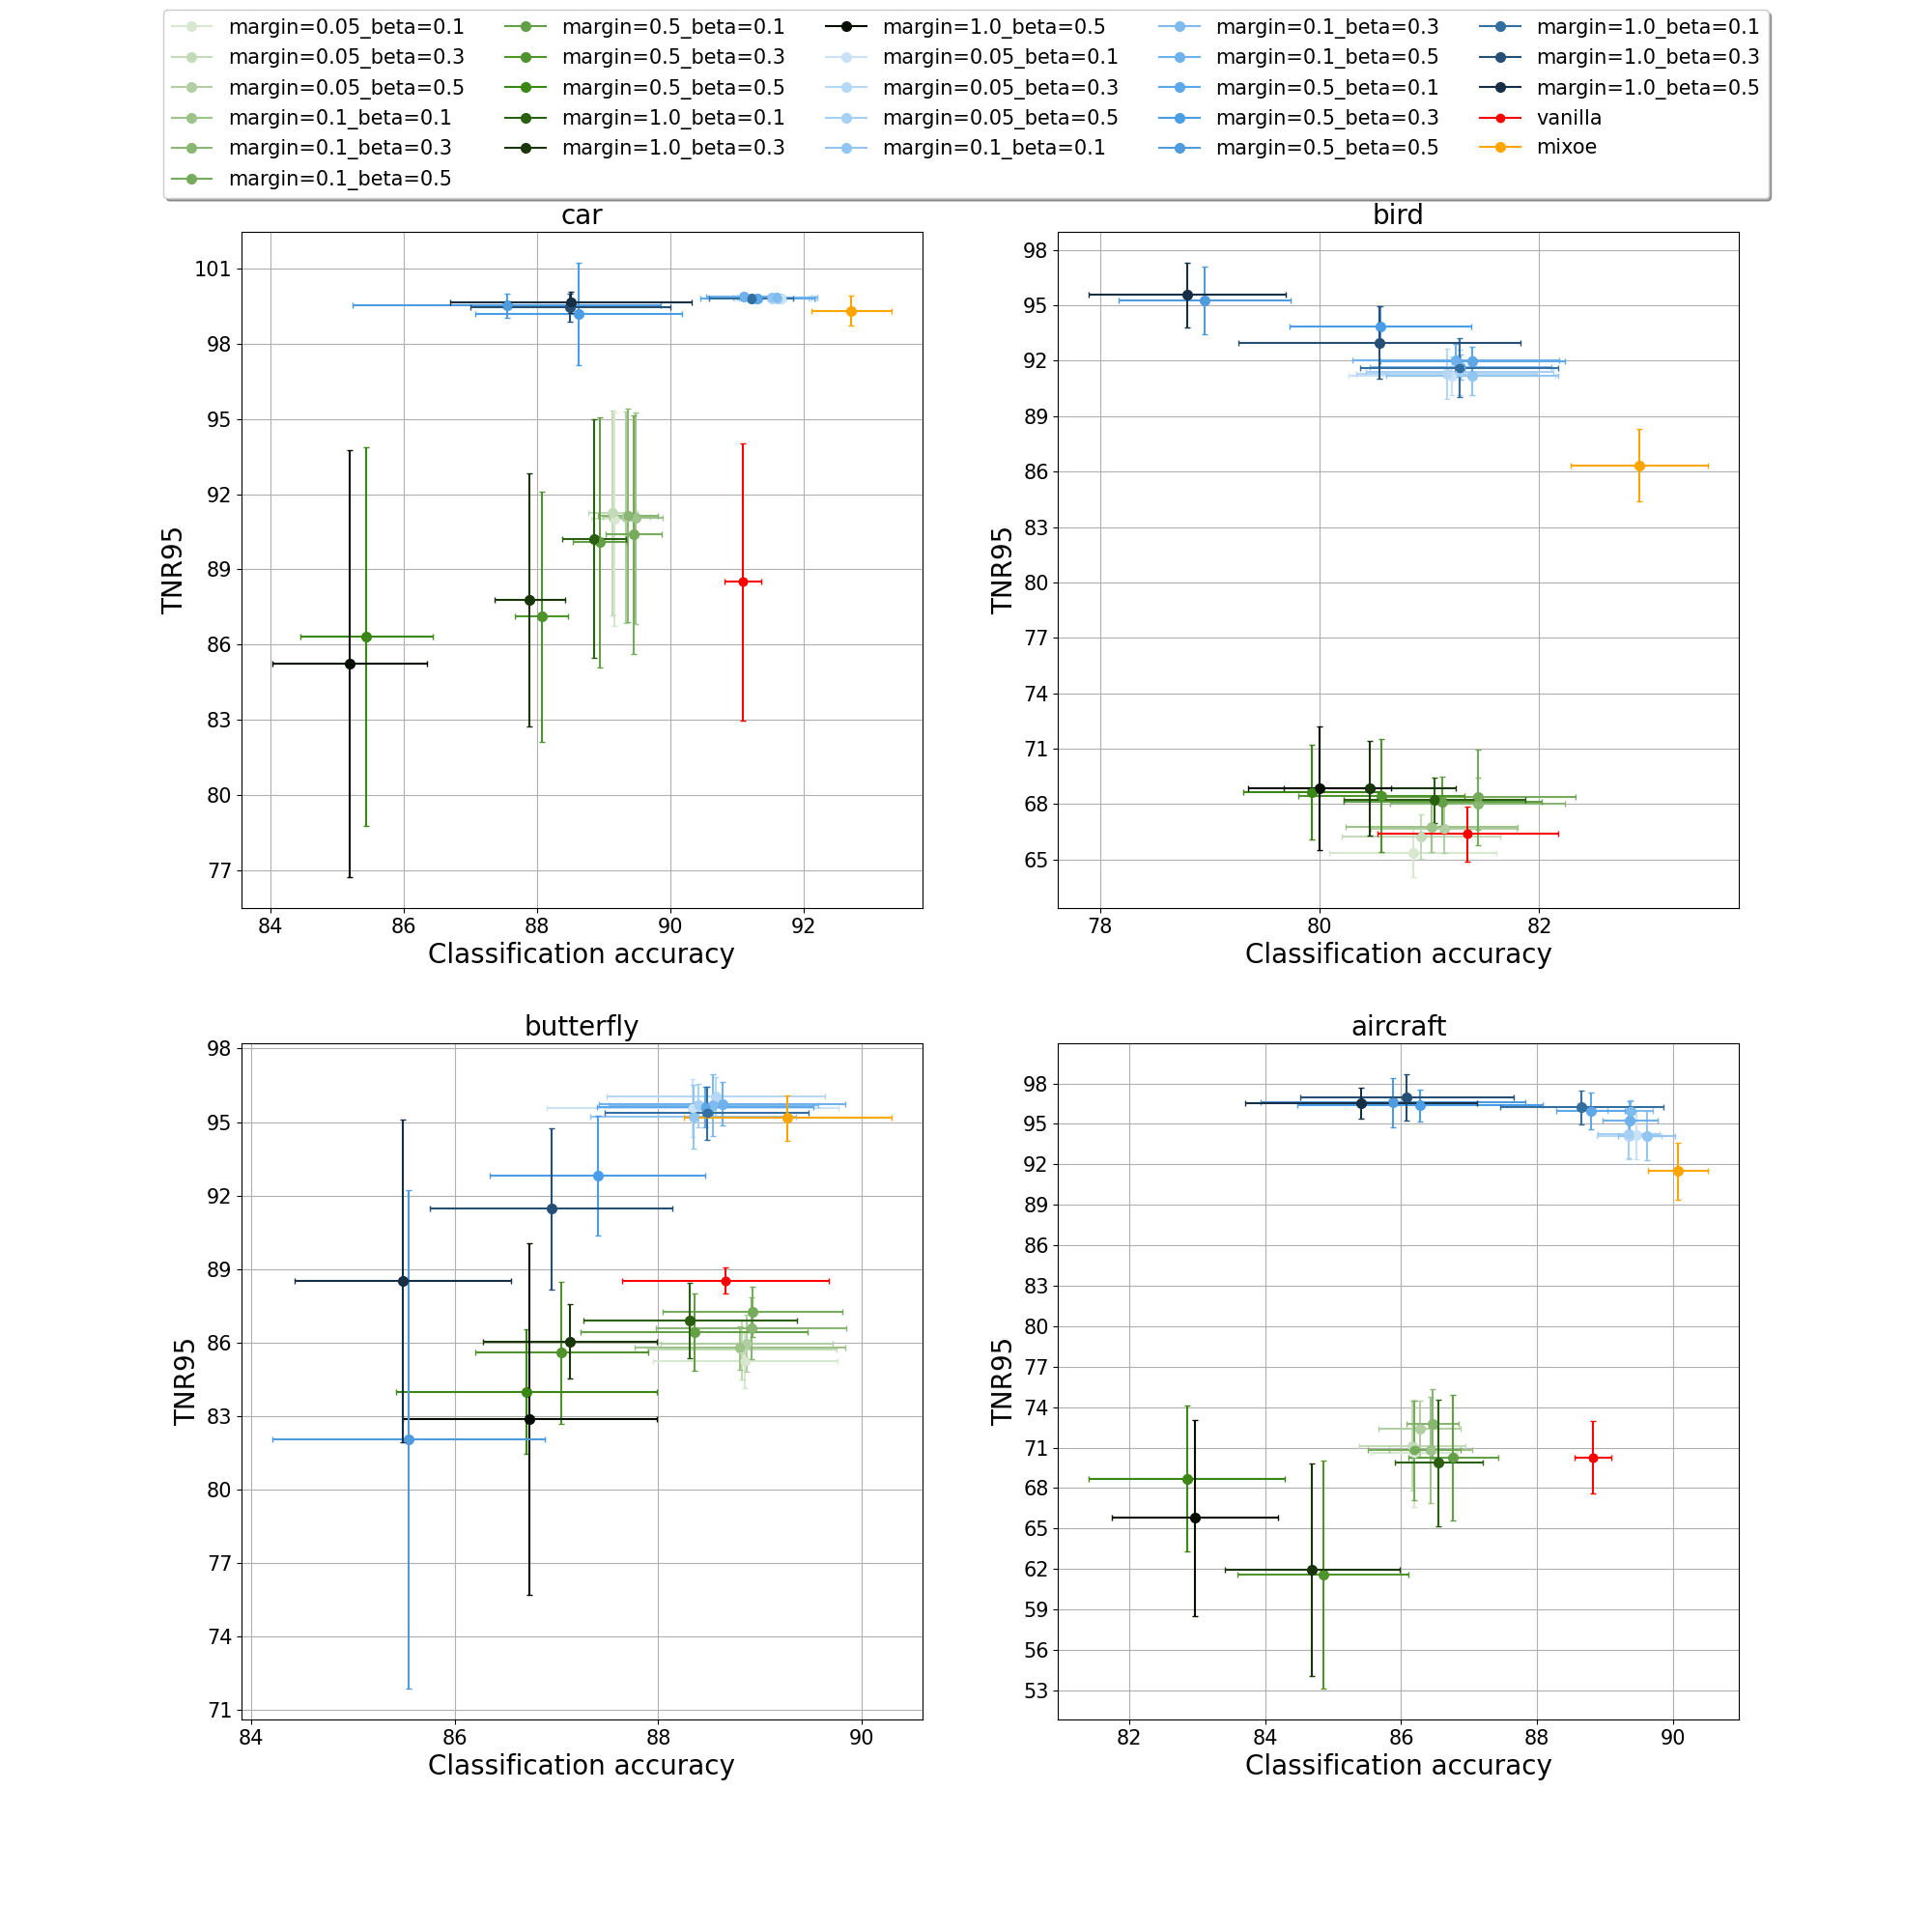 margin=0.05_beta=0.1
margin=0.05_beta=0.3
margin=0.05_beta=0.5
margin=0.1_beta=0.1
margin=0.1_beta=0.3
margin=0.1_beta=0.5
margin=0.5_beta=0.1
margin=0.5_beta=0.3
margin=0.5_beta=0.5
margin=1.0_beta=0.1
margin=1.0_beta=0.3
margin=1.0_beta=0.5
margin=0.05_beta=0.1
margin=0.05_beta=0.3
margin=0.05_beta=0.5
margin=0.1_beta=0.1
margin=0.1_beta=0.3
margin=0.1_beta=0.5
margin=0.5_beta=0.1
margin=0.5_beta=0.3
margin=0.5_beta=0.5
margin=1.0_beta=0.1
margin=1.0_beta=0.3
margin=1.0_beta=0.5
vanilla
mixoe
car
TNR95
101
98
95
92
89
86
83
80
77
84 86 88 90 92
Classification accuracy
bird
TNR95
98
95
92
89
86
83
80
77
74
71
68
65
78 80 82
Classification accuracy
butterfly
TNR95
98
95
92
89
86
83
80
77
74
71
84 86 88 90
Classification accuracy
aircraft
TNR95
98
95
92
89
86
83
80
77
74
71
68
65
62
59
56
53
82 84 86 88 90
Classification accuracy